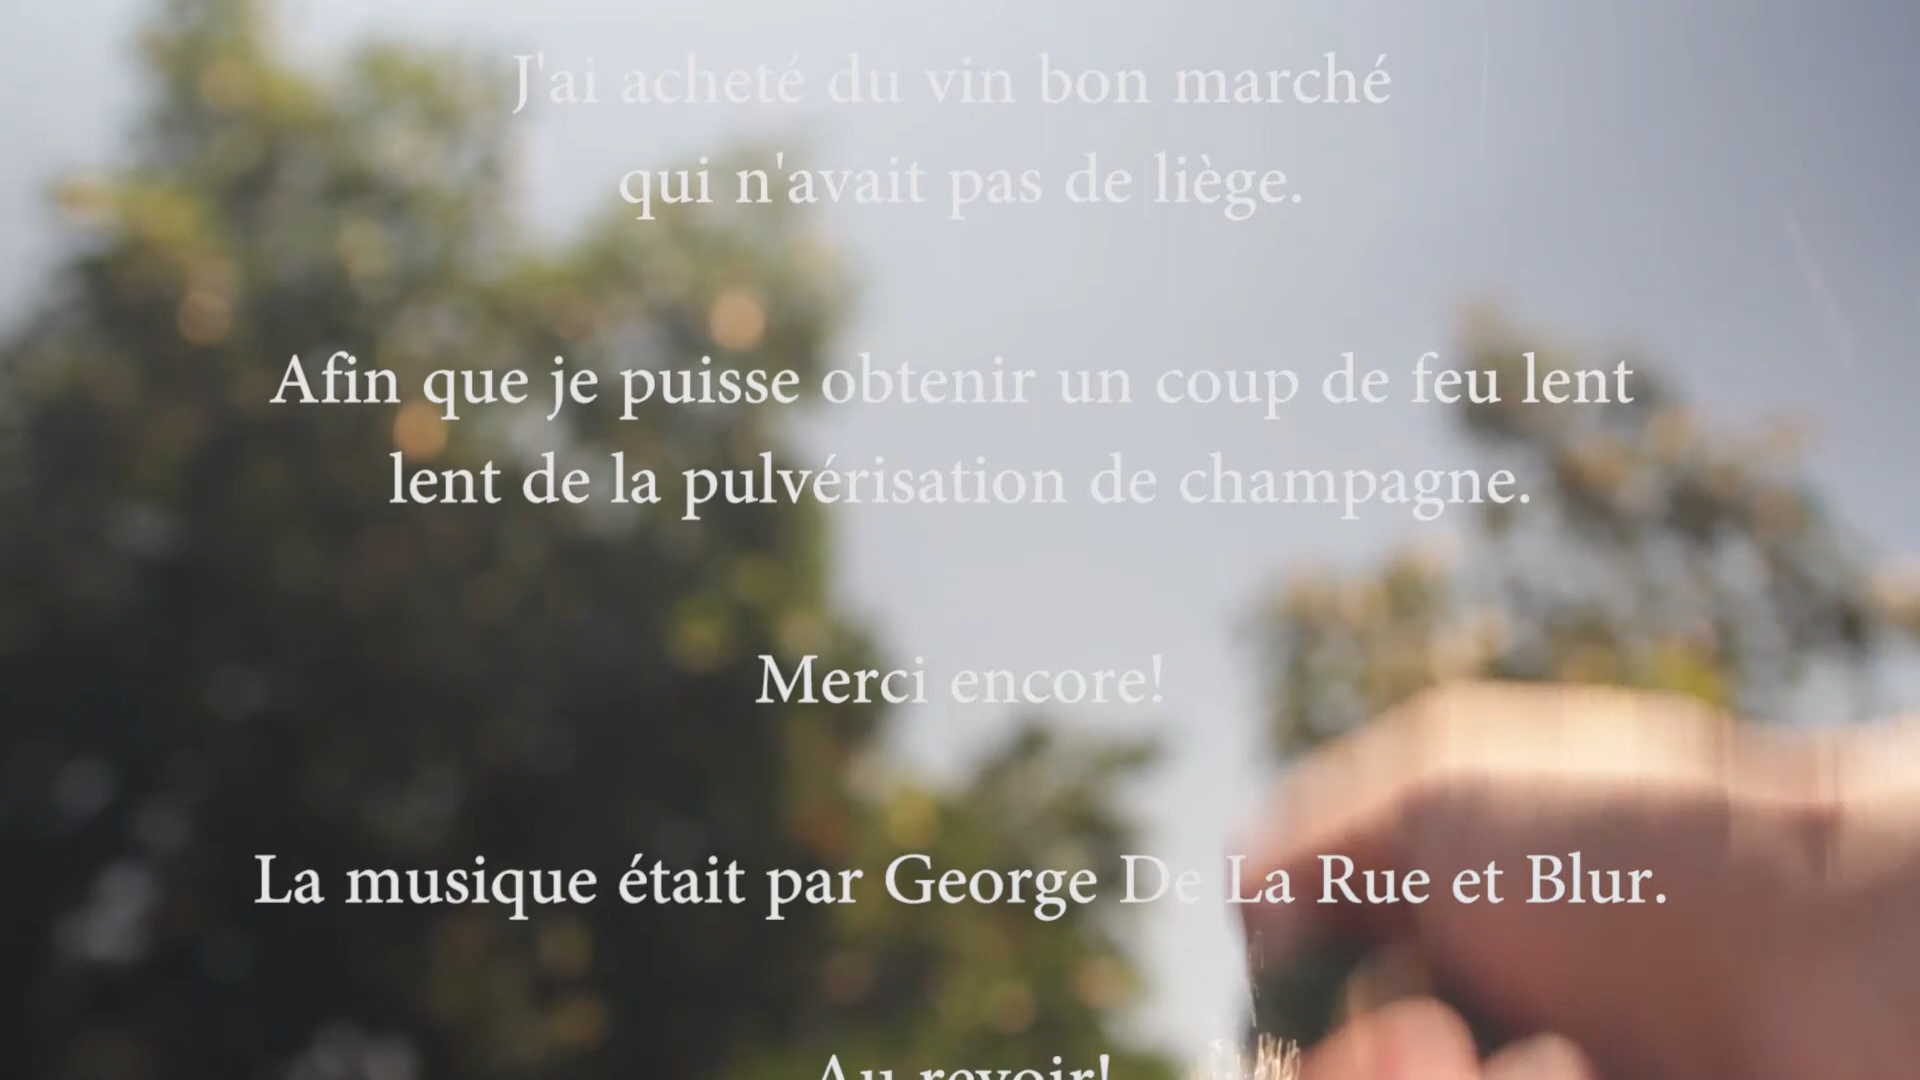 J'ai acheté du vin bon marché
qui n'avait pas de liège.
Afin que je puisse obtenir un coup de feu lent
lent de la pulvérisation de champagne.
Merci encore!
La musique était par George De La Rue et Blur.
Au revoir!